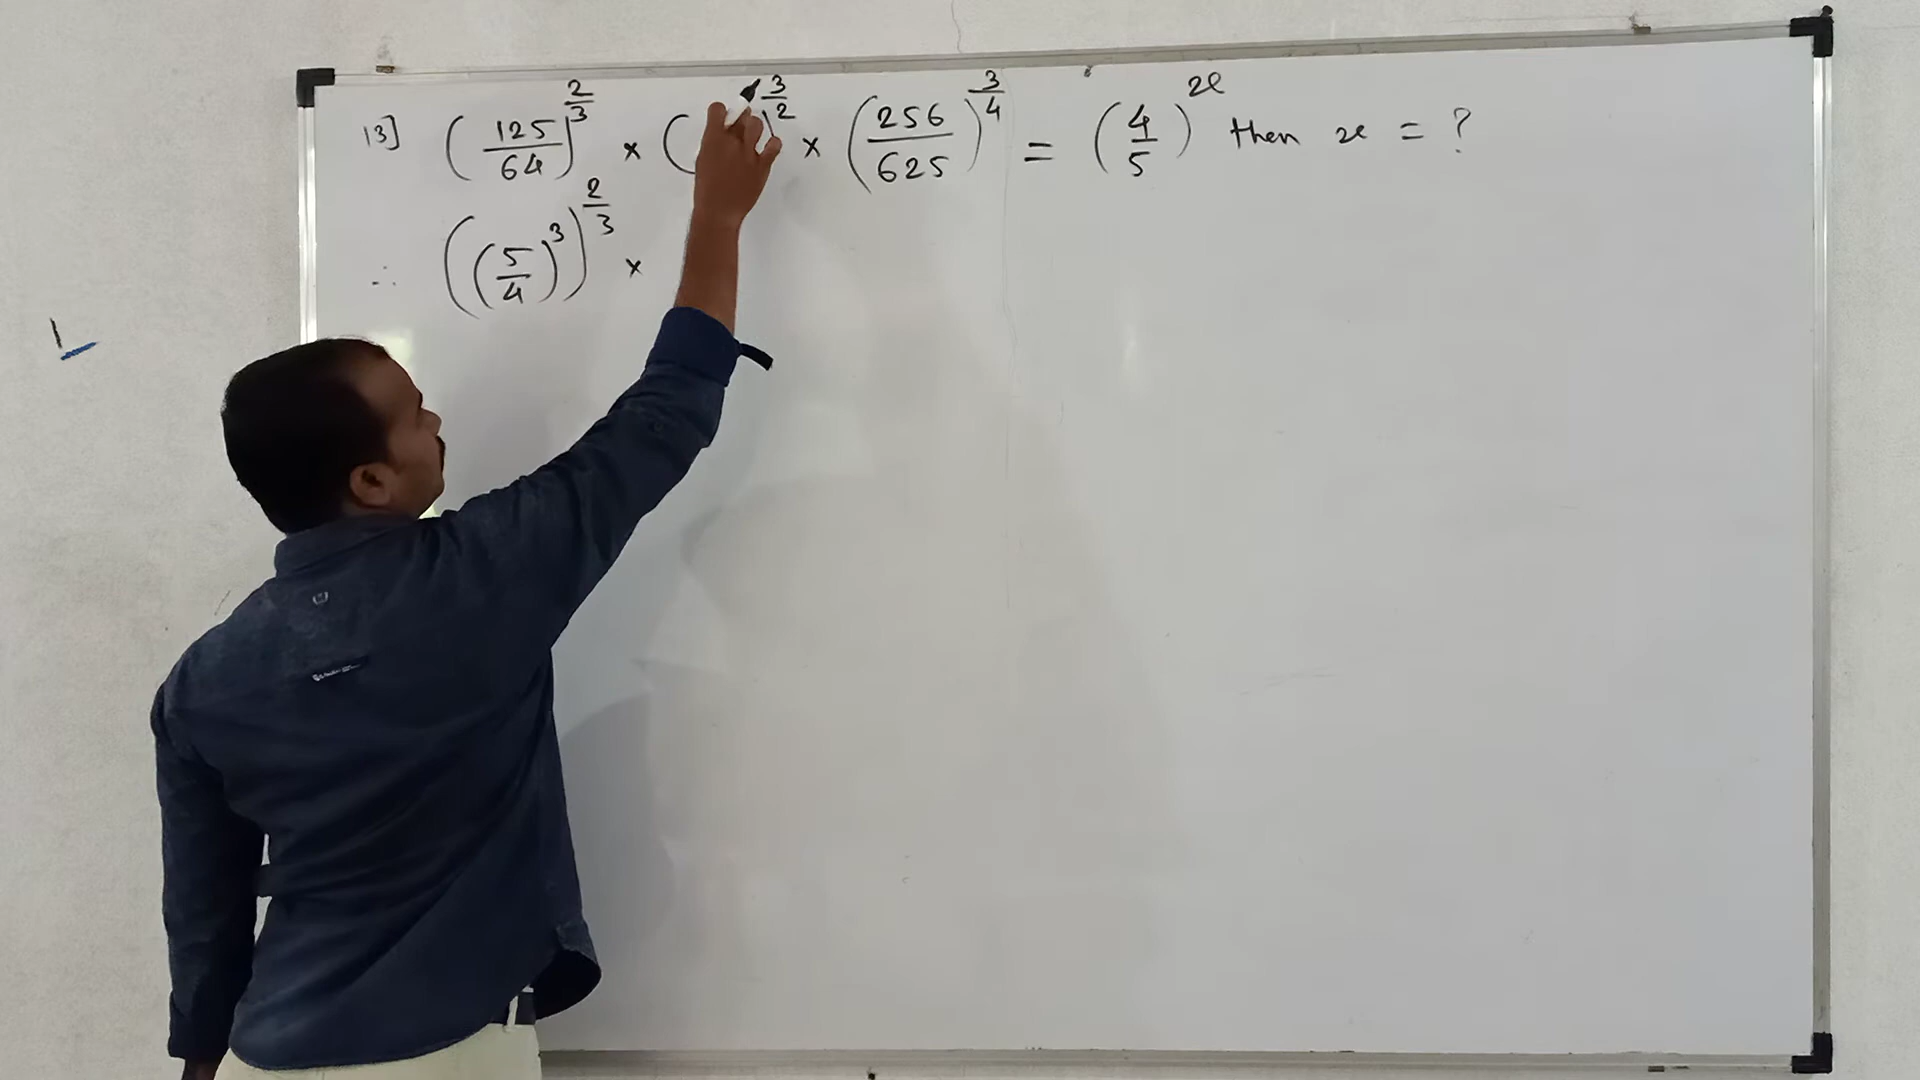 13] (125/64)^2/3 × ( )^3/2 × (256/625)^3/4 = (4/5)^x then x = ?
∴ ((5/4)^3)^2/3 ×